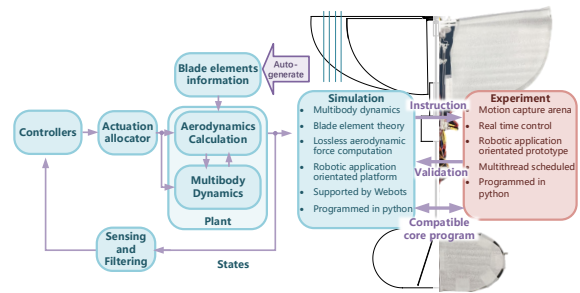 Blade elements
information
Auto-
generate
Controllers
Actuation
allocator
Aerodynamics
Calculation
Multibody
Dynamics
Plant
Sensing
and
Filtering
States
Simulation
Multibody dynamics
Blade element theory
Lossless aerodynamic
force computation
Robotic application
orientated platform
Supported by Webots
Programmed in python
Instruction
Validation
Compatible
core program
Experiment
Motion capture arena
Real time control
Robotic application
orientated prototype
Multithread scheduled
Programmed in
python